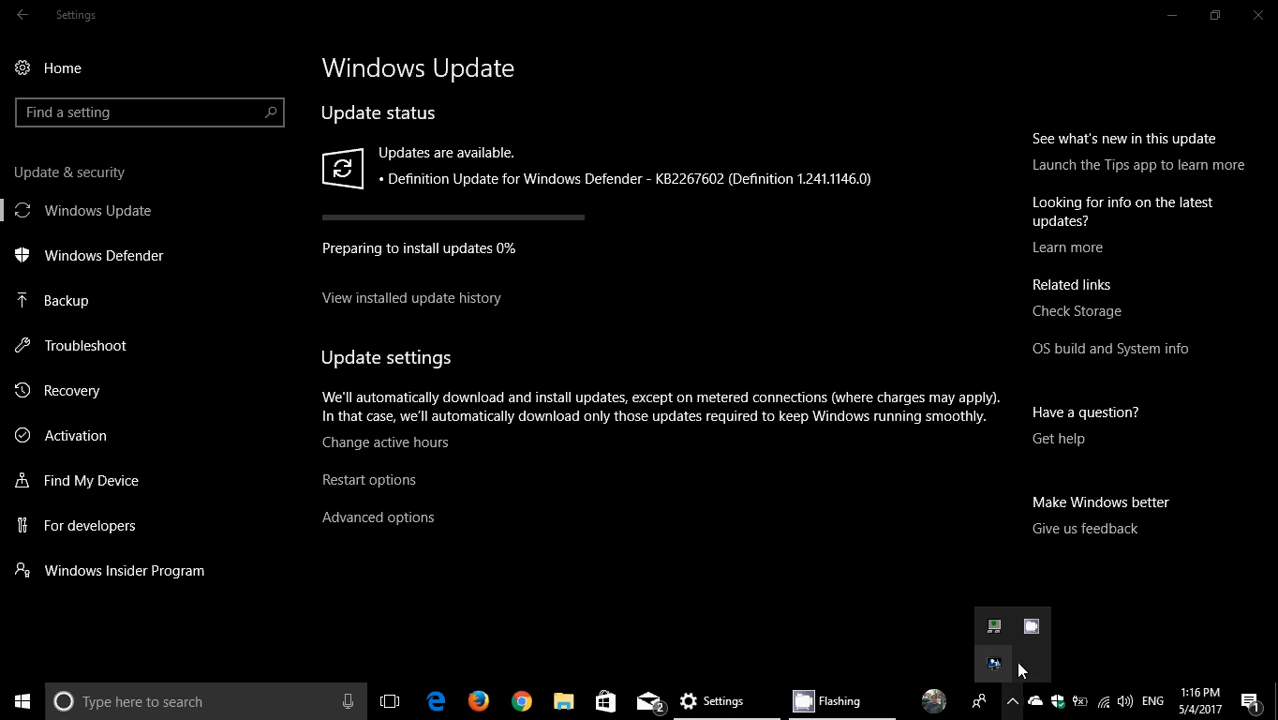 Settings
Home
Find a setting
Update & security
Windows Update
Windows Defender
Backup
Troubleshoot
Recovery
Activation
Find My Device
For developers
Windows Insider Program
Windows Update
Update status
Updates are available.
• Definition Update for Windows Defender - KB2267602 (Definition 1.241.1146.0)
Preparing to install updates 0%
View installed update history
Update settings
We'll automatically download and install updates, except on metered connections (where charges may apply).
In that case, we'll automatically download only those updates required to keep Windows running smoothly.
Change active hours
Restart options
Advanced options
See what's new in this update
Launch the Tips app to learn more
Looking for info on the latest
updates?
Learn more
Related links
Check Storage
OS build and System info
Have a question?
Get help
Make Windows better
Give us feedback
Type here to search
2
Settings
Flashing
ENG
1:16 PM
5/4/2017
1